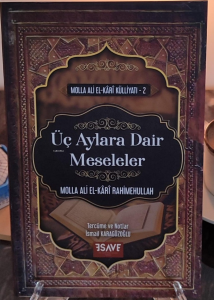 MOLLA ALİ EL-KÂRÎ KÜLLİYATI - 2
Üç Aylara Dair
Meseleler
MOLLA ALİ EL-KÂRÎ RAHİMEHULLAH
Tercüme ve Notlar
İsmail KARAGÖZOĞLU